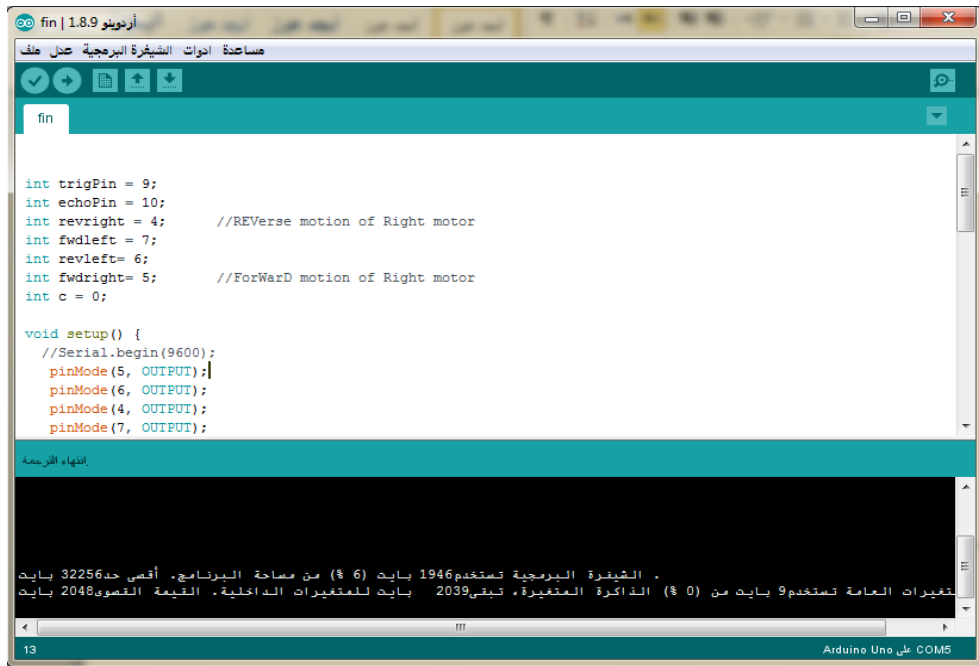 fin | 1.8.9 أردوينو
مساعدة ادوات الشيفرة البرمجية عدل ملف
fin
int trigPin = 9;
int echoPin = 10;
int revright = 4;       //REVerse motion of Right motor
int fwdleft = 7;
int revleft= 6;
int fwdright= 5;       //ForWarD motion of Right motor
int c = 0;
void setup() {
//Serial.begin(9600);
pinMode(5, OUTPUT);
pinMode(6, OUTPUT);
pinMode(4, OUTPUT);
pinMode(7, OUTPUT);
انتهاء الترجمة
. الشيفرة البرمجية تستخدم1946 بايت (6 %) من مساحة البرنامج. أقصى حد32256 بايت
تغيرات العامة تستخدم9 بايت من (0 %) الذاكرة المتغيرة، تبتى2039   بايت للمتغيرات الداخلية. القيمة القصوى2048 بايت
13
Arduino Uno على COM5